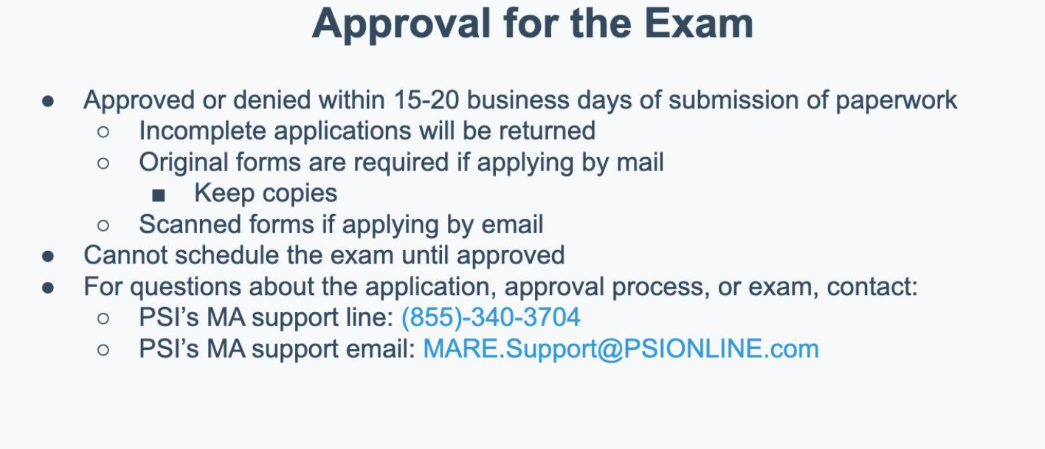 Approval for the Exam
● Approved or denied within 15-20 business days of submission of paperwork
○ Incomplete applications will be returned
○ Original forms are required if applying by mail
■ Keep copies
○ Scanned forms if applying by email
● Cannot schedule the exam until approved
● For questions about the application, approval process, or exam, contact:
○ PSI’s MA support line: (855)-340-3704
○ PSI’s MA support email: MARE.Support@PSIONLINE.com